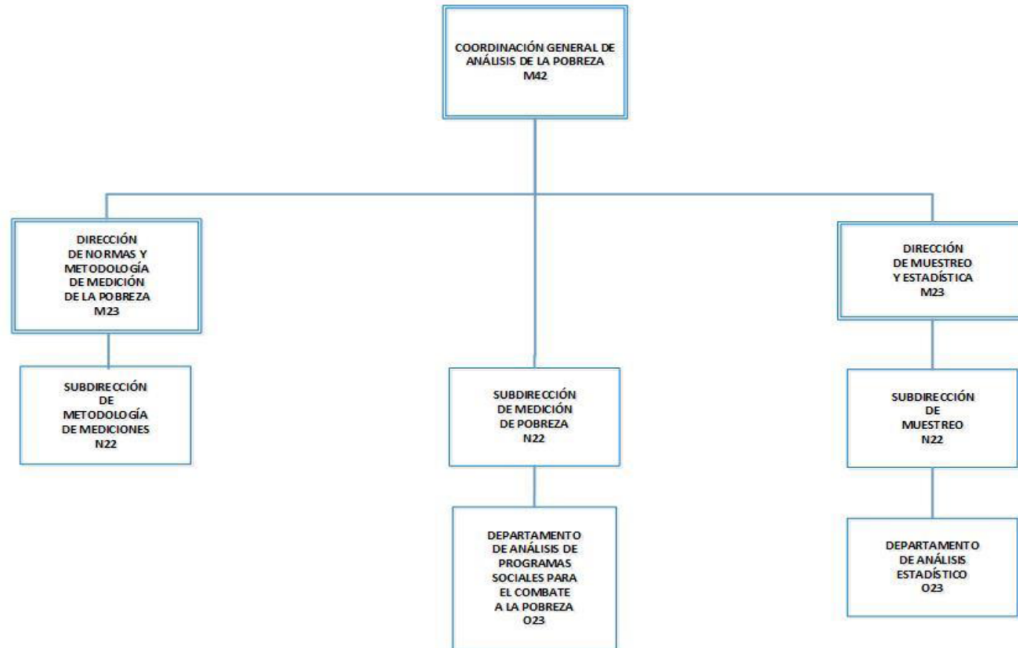 COORDINACIÓN GENERAL DE
ANÁLISIS DE LA POBREZA
M42
DIRECCIÓN
DE NORMAS Y
METODOLOGÍA
DE MEDICIÓN
DE LA POBREZA
M23
DIRECCIÓN
DE MUESTREO
Y ESTADÍSTICA
M23
SUBDIRECCIÓN
DE
METODOLOGÍA
DE MEDICIONES
N22
SUBDIRECCIÓN
DE MEDICIÓN
DE POBREZA
N22
SUBDIRECCIÓN
DE
MUESTREO
N22
DEPARTAMENTO
DE ANÁLISIS DE
PROGRAMAS
SOCIALES PARA
EL COMBATE
A LA POBREZA
O23
DEPARTAMENTO
DE ANÁLISIS
ESTADÍSTICO
O23